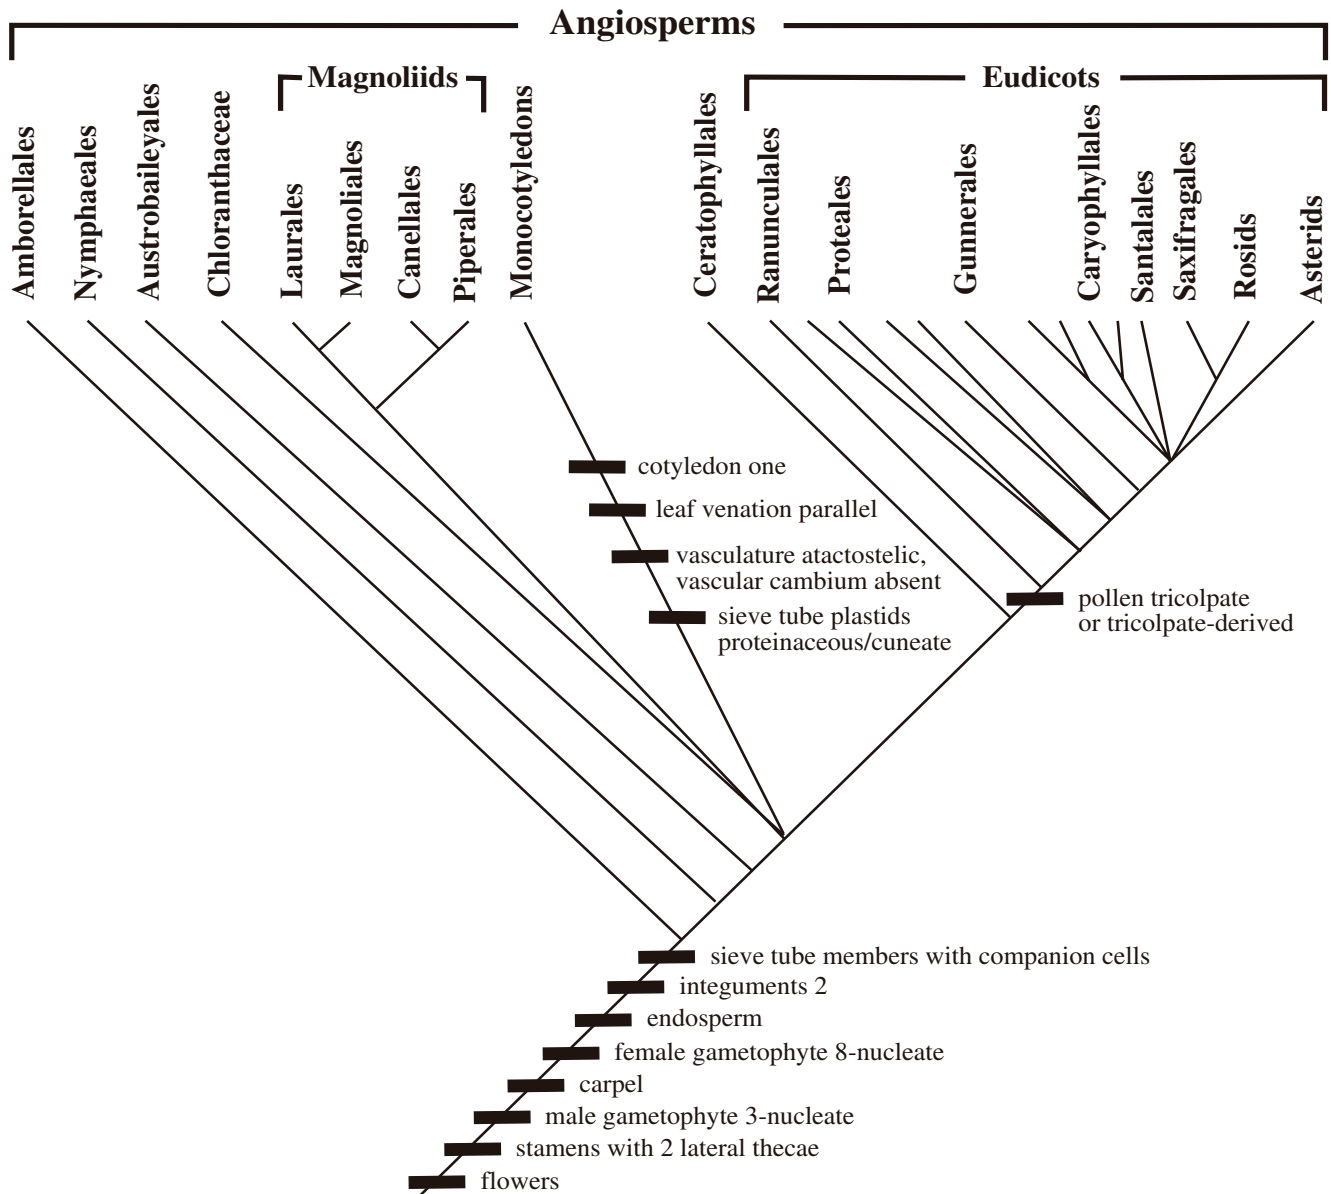 Angiosperms
Magnoliids
Eudicots
Amborellales
Nymphaeales
Austrobaileyales
Chloranthaceae
Laurales
Magnoliales
Canellales
Piperales
Monocotyledons
Ceratophyllales
Ranunculales
Proteales
Gunnerales
Caryophyllales
Santalales
Saxifragales
Rosids
Asterids
cotyledon one
leaf venation parallel
vasculature atactostelic,
vascular cambium absent
sieve tube plastids
proteinaceous/cuneate
pollen tricolpate
or tricolpate-derived
sieve tube members with companion cells
integuments 2
endosperm
female gametophyte 8-nucleate
carpel
male gametophyte 3-nucleate
stamens with 2 lateral thecae
flowers